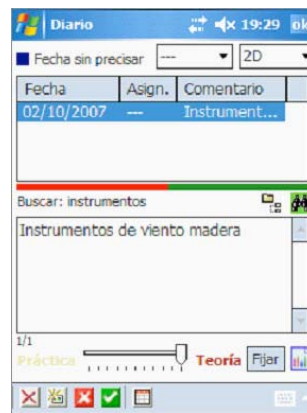 Diario 19:29 ok
Fecha sin precisar --- 2D
Fecha Asign. Comentario
02/10/2007 --- Instrument...
Buscar: instrumentos
Instrumentos de viento madera
1/1
Práctica Teoría Fijar